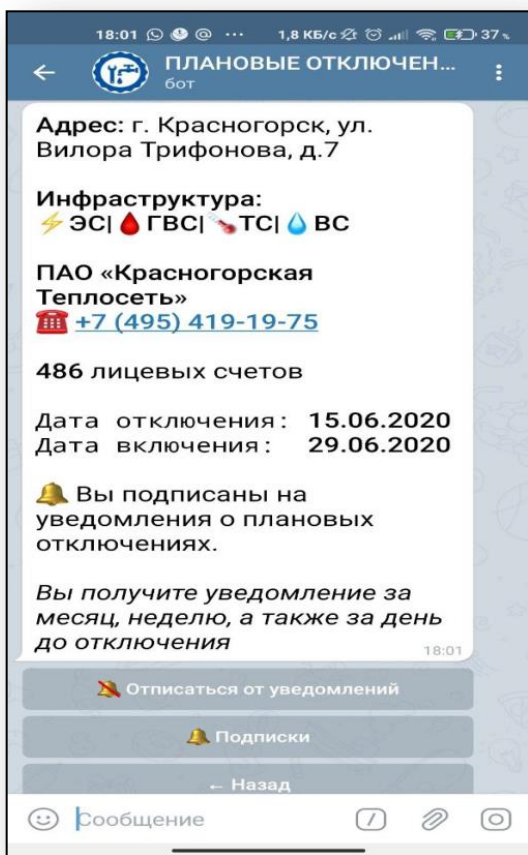 18:01 ... 1,8 КБ/с 37%
ПЛАНОВЫЕ ОТКЛЮЧЕН...
бот
Адрес: г. Красногорск, ул.
Вилора Трифонова, д.7
Инфраструктура:
⚡ ЭС| 🩸 ГВС| 🌡 ТС| 💧 ВС
ПАО «Красногорская
Теплосеть»
☎ +7 (495) 419-19-75
486 лицевых счетов
Дата отключения: 15.06.2020
Дата включения: 29.06.2020
🔔 Вы подписаны на
уведомления о плановых
отключениях.
Вы получите уведомление за
месяц, неделю, а также за день
до отключения
18:01
🔕 Отписаться от уведомлений
🔔 Подписки
← Назад
Сообщение